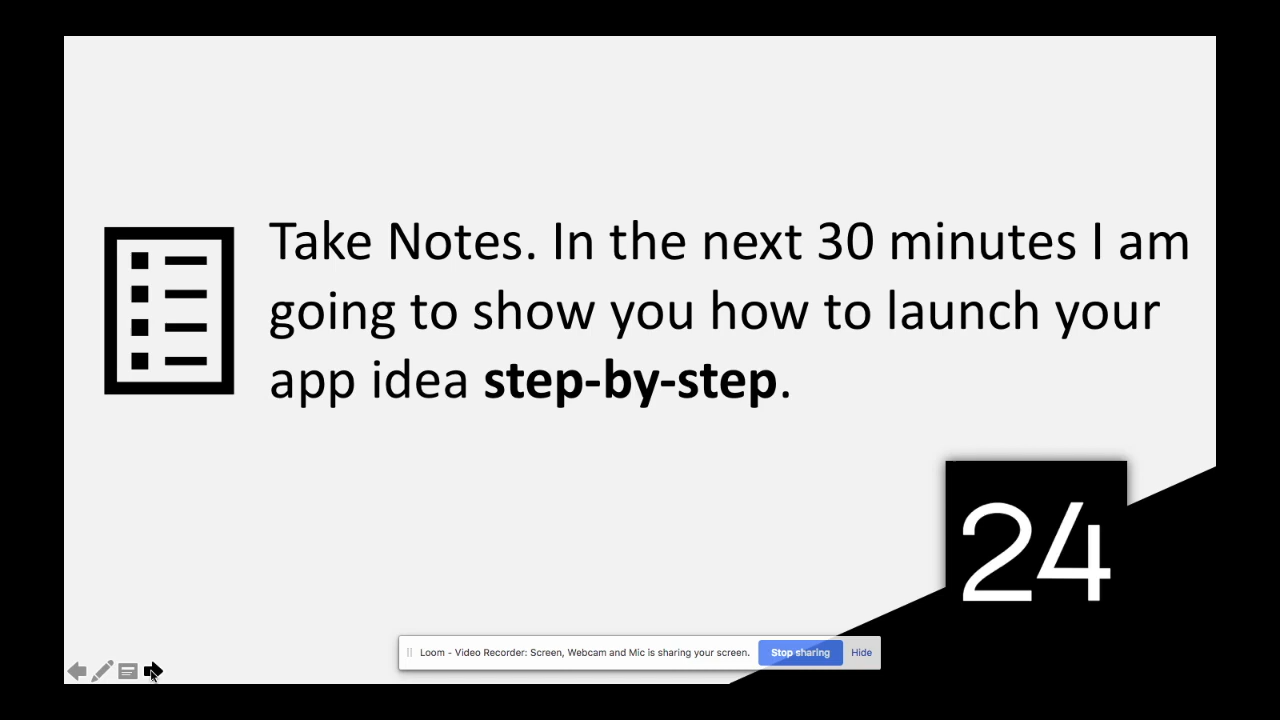 Take Notes. In the next 30 minutes I am
going to show you how to launch your
app idea step-by-step.
24
Loom - Video Recorder: Screen, Webcam and Mic is sharing your screen. Stop sharing Hide